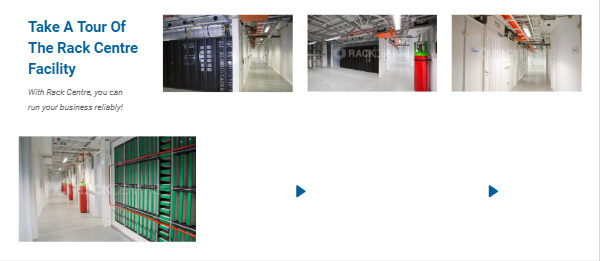 Take A Tour Of
The Rack Centre
Facility
With Rack Centre, you can
run your business reliably!
RACK